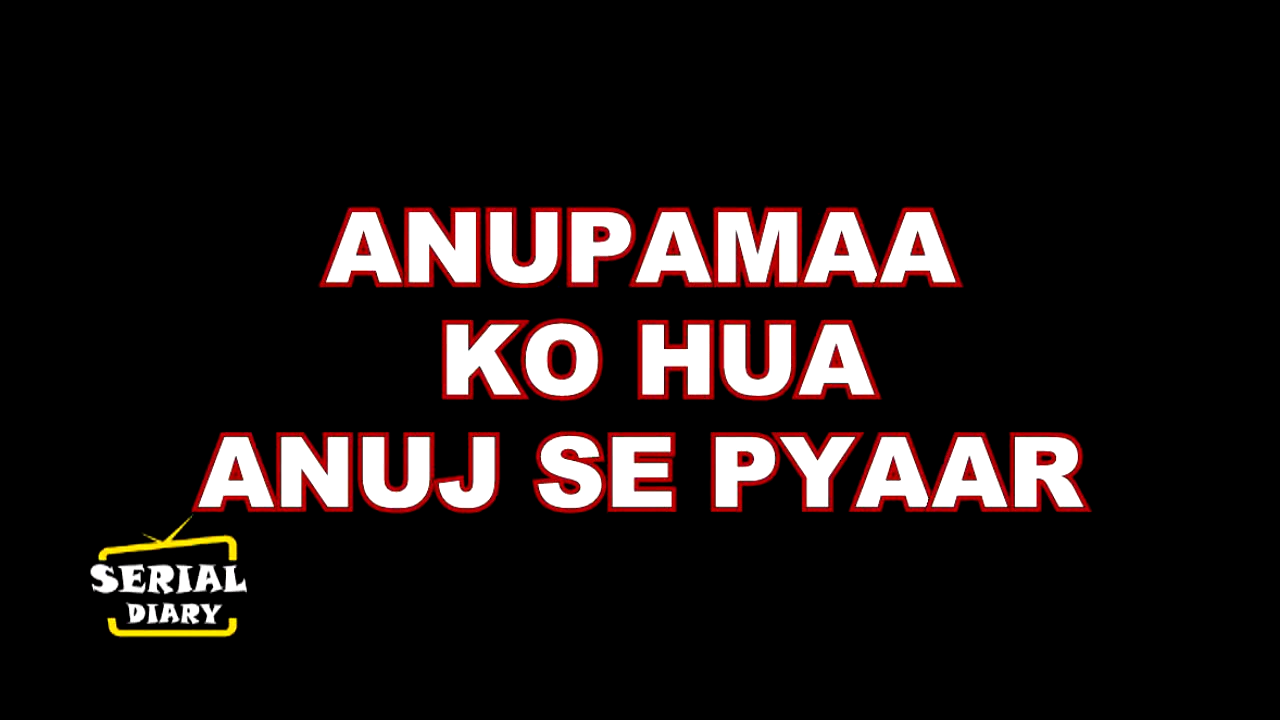 ANUPAMAA
KO HUA
ANUJ SE PYAAR
SERIAL
DIARY